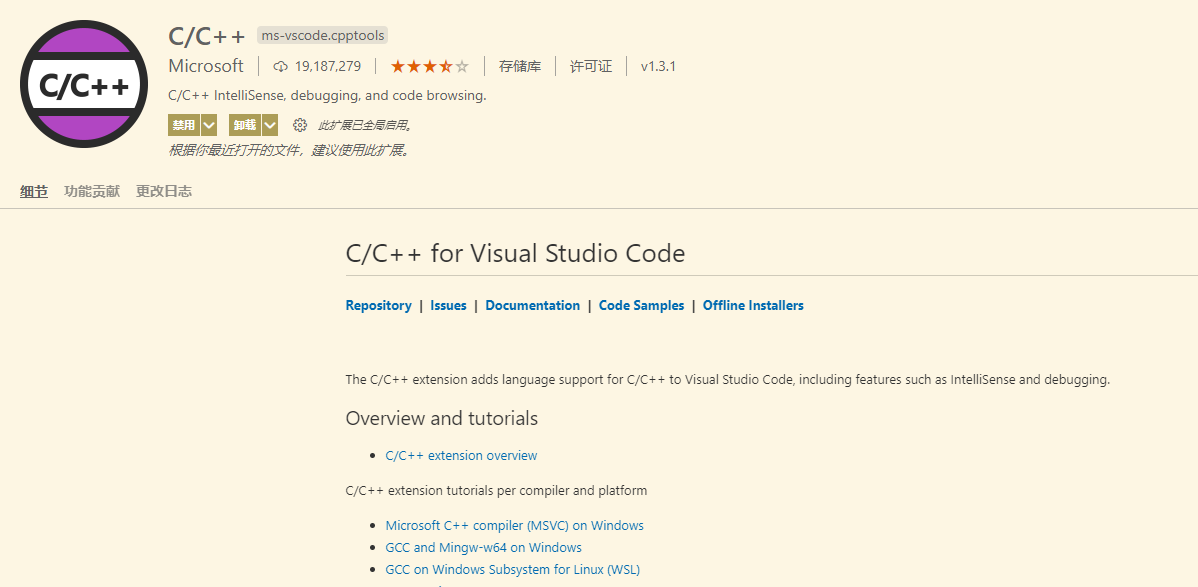 C/C++
C/C++ ms-vscode.cpptools
Microsoft 19,187,279 存储库 许可证 v1.3.1
C/C++ IntelliSense, debugging, and code browsing.
禁用 卸载 此扩展已全局启用。
根据你最近打开的文件，建议使用此扩展。
细节 功能贡献 更改日志
C/C++ for Visual Studio Code
Repository | Issues | Documentation | Code Samples | Offline Installers
The C/C++ extension adds language support for C/C++ to Visual Studio Code, including features such as IntelliSense and debugging.
Overview and tutorials
C/C++ extension overview
C/C++ extension tutorials per compiler and platform
Microsoft C++ compiler (MSVC) on Windows
GCC and Mingw-w64 on Windows
GCC on Windows Subsystem for Linux (WSL)